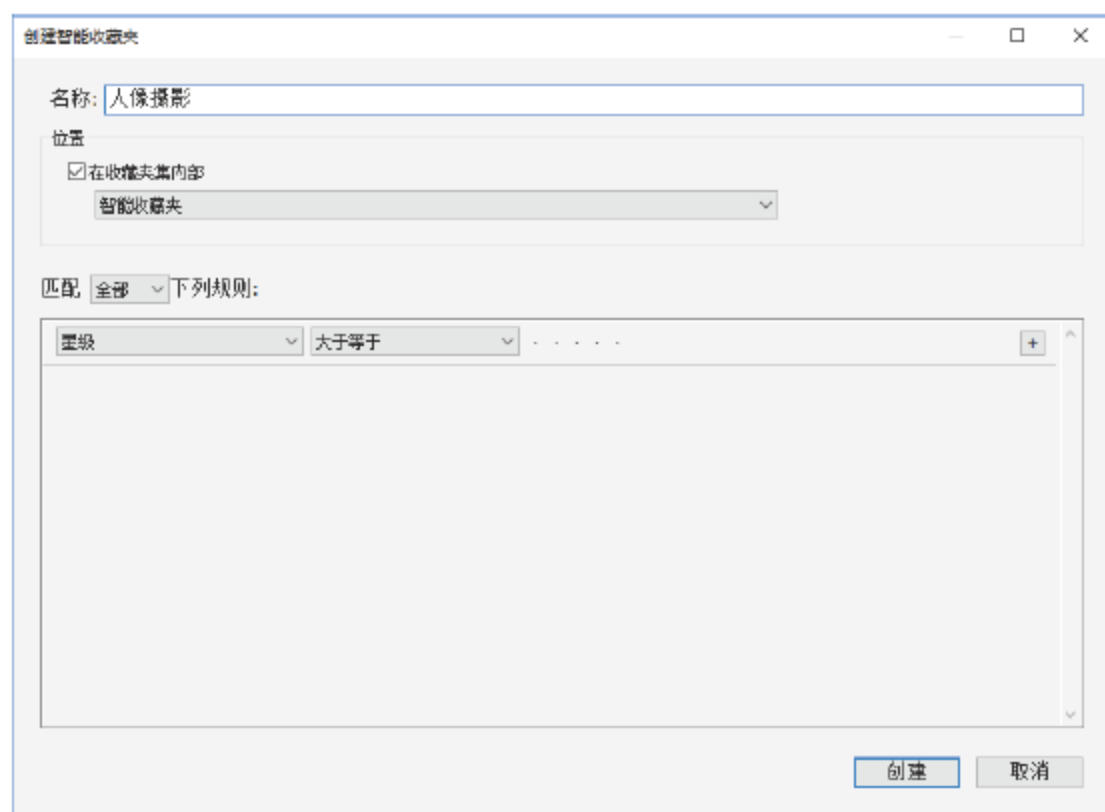 创建智能收藏夹
名称: 人像摄影
位置
在收藏夹集内部
智能收藏夹
匹配 全部 下列规则:
星级 大于等于 · · · · · +
创建 取消